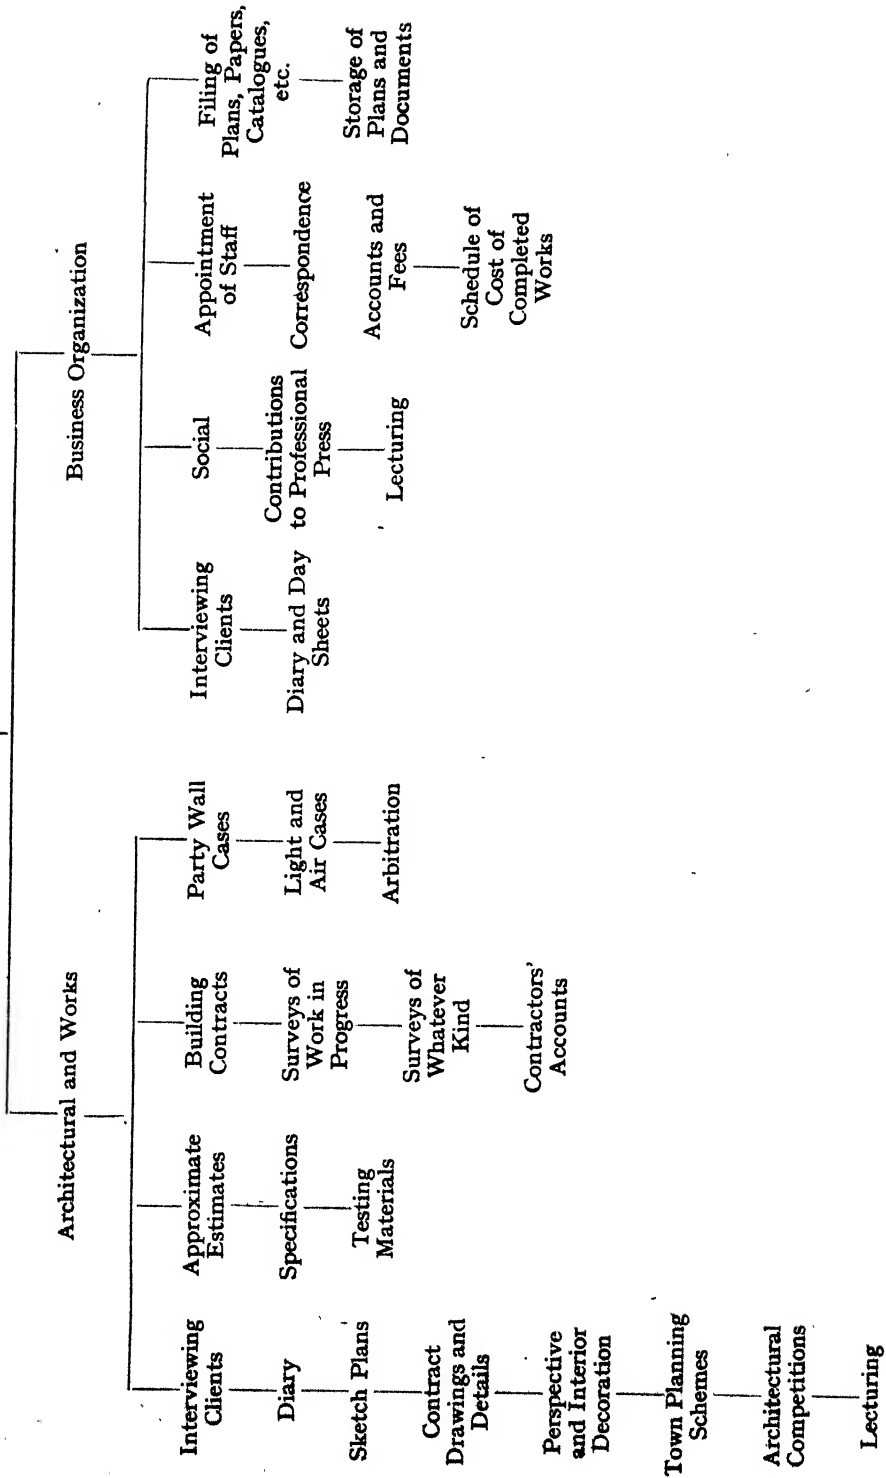 Architectural and Works
Interviewing
Clients
Diary
Sketch Plans
Contract
Drawings and
Details
Perspective
and Interior
Decoration
Town Planning
Schemes
Architectural
Competitions
Lecturing
Approximate
Estimates
Specifications
Testing
Materials
Building
Contracts
Surveys of
Work in
Progress
Surveys of
Whatever
Kind
Contractors'
Accounts
Party Wall
Cases
Light and
Air Cases
Arbitration
Business Organization
Interviewing
Clients
Diary and Day
Sheets
Social
Contributions
to Professional
Press
Lecturing
Appointment
of Staff
Correspondence
Accounts and
Fees
Schedule of
Cost of
Completed
Works
Filing of
Plans, Papers,
Catalogues,
etc.
Storage of
Plans and
Documents